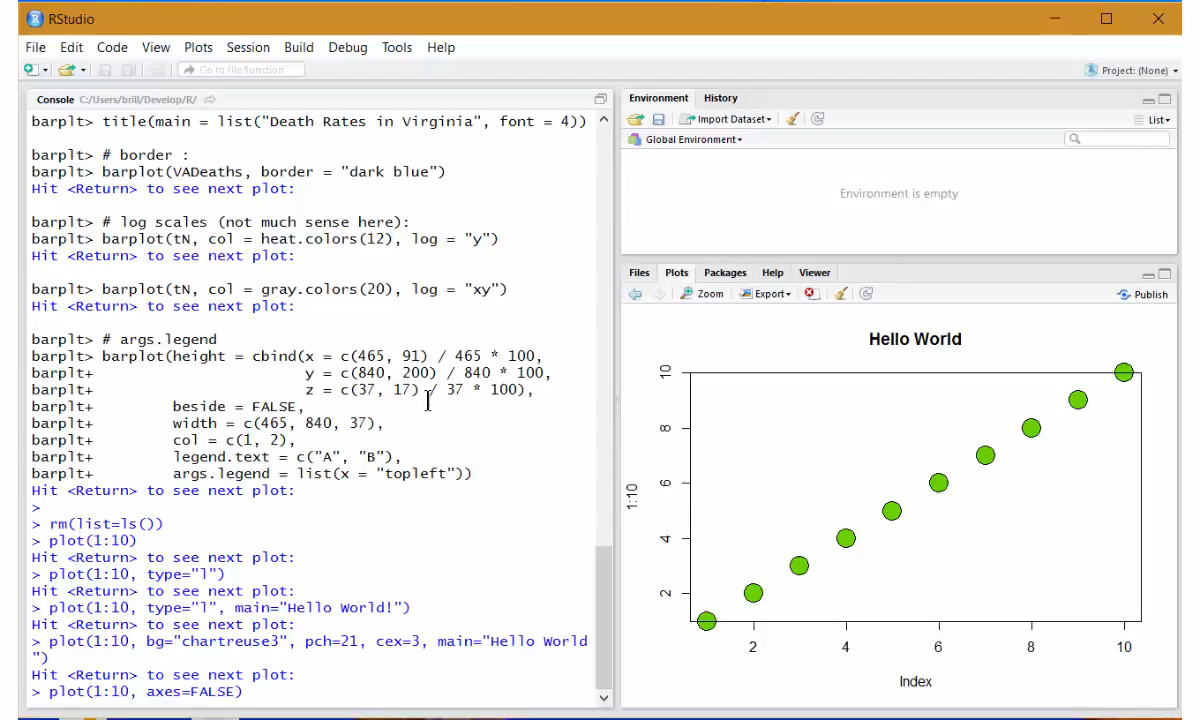 RStudio
File Edit Code View Plots Session Build Debug Tools Help
Go to file/function
Project: (None)
Console C:/Users/brill/Develop/R/
barplt> title(main = list("Death Rates in Virginia", font = 4))
barplt> # border :
barplt> barplot(VADeaths, border = "dark blue")
Hit <Return> to see next plot:
barplt> # log scales (not much sense here):
barplt> barplot(tN, col = heat.colors(12), log = "y")
Hit <Return> to see next plot:
barplt> barplot(tN, col = gray.colors(20), log = "xy")
Hit <Return> to see next plot:
barplt> # args.legend
barplt> barplot(height = cbind(x = c(465, 91) / 465 * 100,
barplt+ y = c(840, 200) / 840 * 100,
barplt+ z = c(37, 17) / 37 * 100),
barplt+ beside = FALSE,
barplt+ width = c(465, 840, 37),
barplt+ col = c(1, 2),
barplt+ legend.text = c("A", "B"),
barplt+ args.legend = list(x = "topleft"))
Hit <Return> to see next plot:
>
> rm(list=ls())
> plot(1:10)
Hit <Return> to see next plot:
> plot(1:10, type="l")
Hit <Return> to see next plot:
> plot(1:10, type="l", main="Hello World!")
Hit <Return> to see next plot:
> plot(1:10, bg="chartreuse3", pch=21, cex=3, main="Hello World
")
Hit <Return> to see next plot:
> plot(1:10, axes=FALSE)
Environment History
Import Dataset
List
Global Environment
Environment is empty
Files Plots Packages Help Viewer
Zoom Export Publish
Hello World
10
8
6
4
2
1:10
2 4 6 8 10
Index